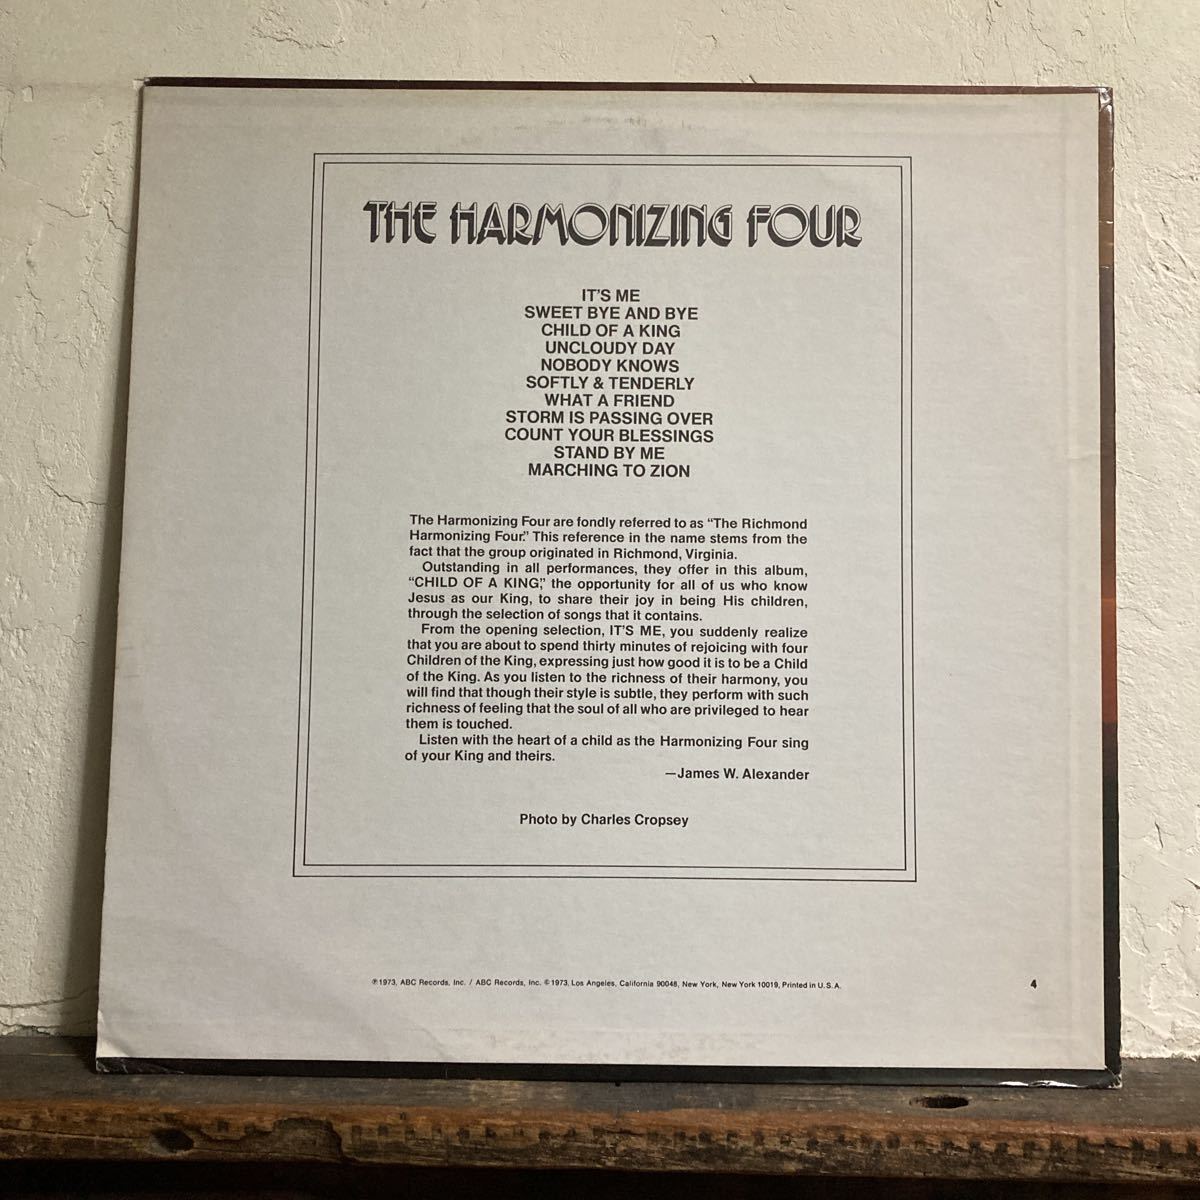 THE HARMONIZING FOUR
IT'S ME
SWEET BYE AND BYE
CHILD OF A KING
UNCLOUDY DAY
NOBODY KNOWS
SOFTLY & TENDERLY
WHAT A FRIEND
STORM IS PASSING OVER
COUNT YOUR BLESSINGS
STAND BY ME
MARCHING TO ZION
The Harmonizing Four are fondly referred to as “The Richmond
Harmonizing Four.” This reference in the name stems from the
fact that the group originated in Richmond, Virginia.
Outstanding in all performances, they offer in this album,
“CHILD OF A KING,” the opportunity for all of us who know
Jesus as our King, to share their joy in being His children,
through the selection of songs that it contains.
From the opening selection, IT'S ME, you suddenly realize
that you are about to spend thirty minutes of rejoicing with four
Children of the King, expressing just how good it is to be a Child
of the King. As you listen to the richness of their harmony, you
will find that though their style is subtle, they perform with such
richness of feeling that the soul of all who are privileged to hear
them is touched.
Listen with the heart of a child as the Harmonizing Four sing
of your King and theirs.
—James W. Alexander
Photo by Charles Cropsey
℗1973, ABC Records, Inc. / ABC Records, Inc. ©1973, Los Angeles, California 90048, New York, New York 10019, Printed in U.S.A.
4